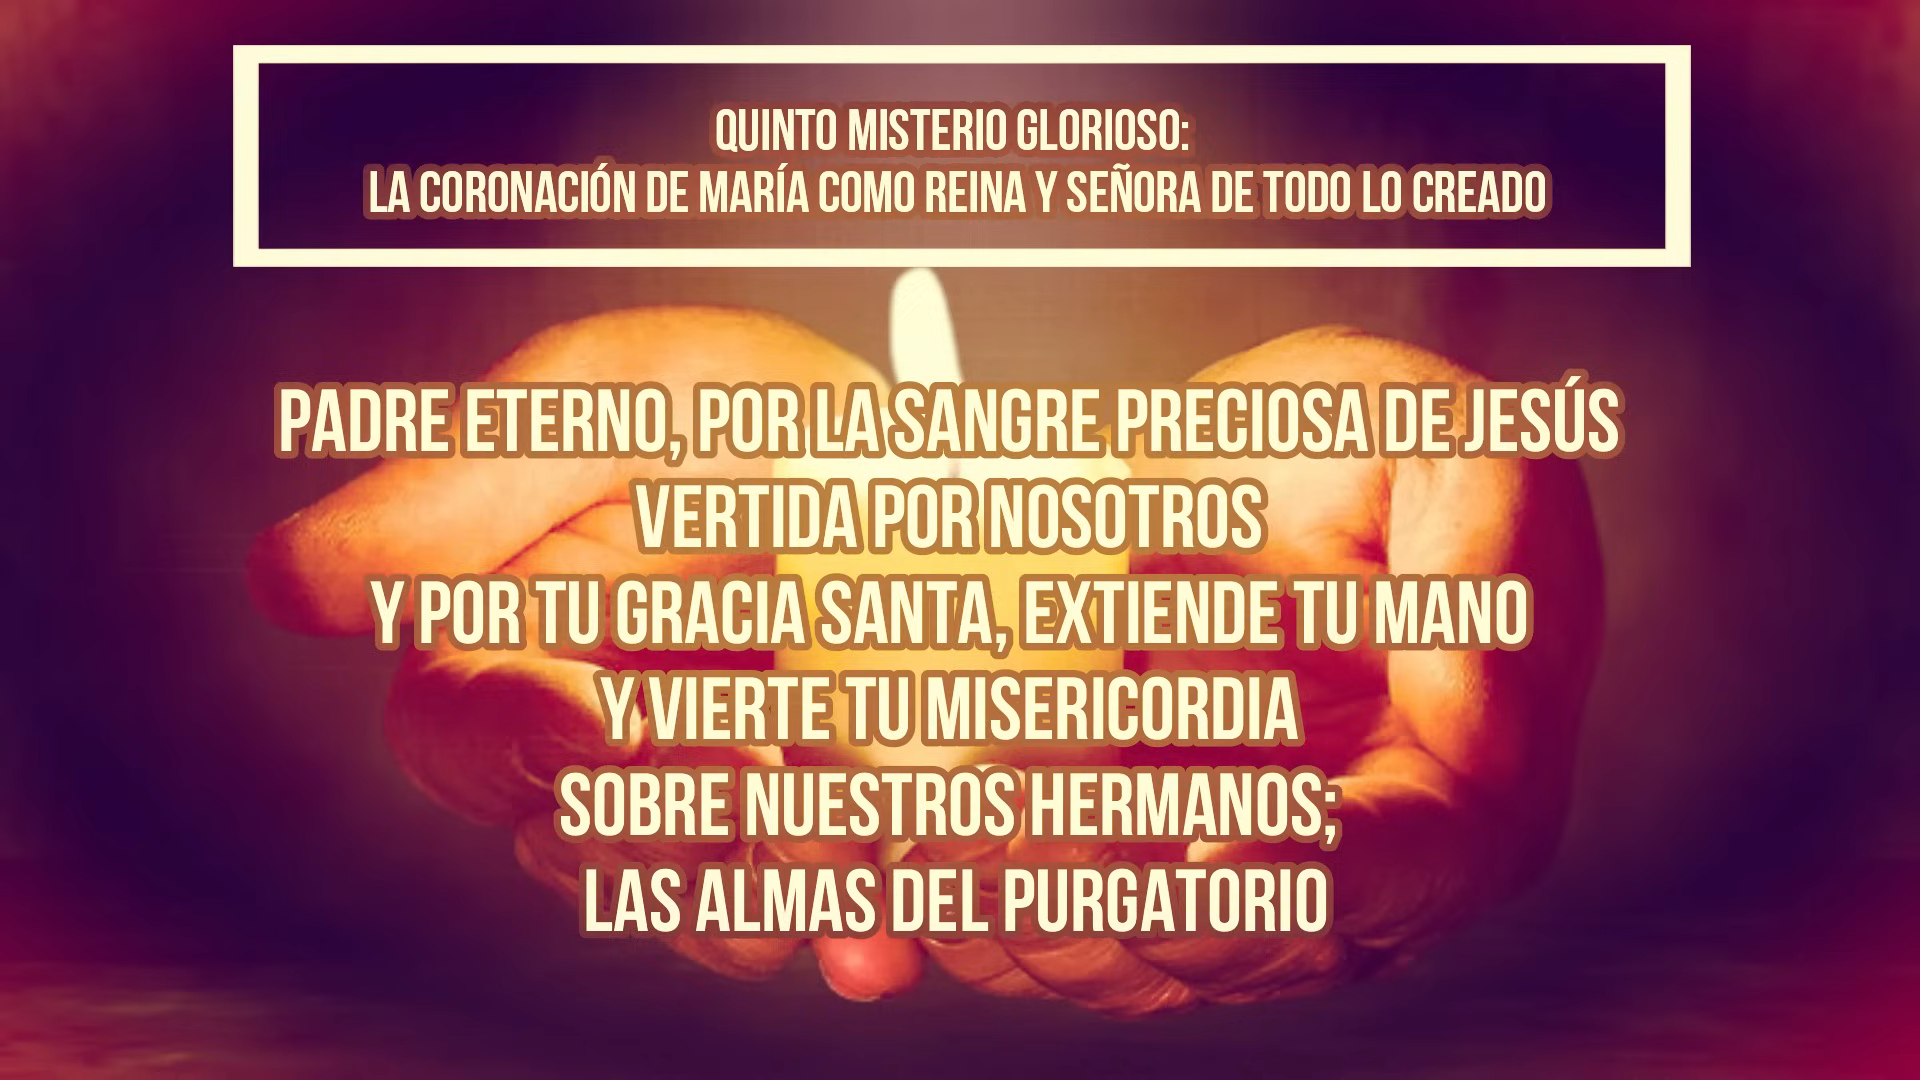 QUINTO MISTERIO GLORIOSO:
LA CORONACIÓN DE MARÍA COMO REINA Y SEÑORA DE TODO LO CREADO
PADRE ETERNO, POR LA SANGRE PRECIOSA DE JESÚS
VERTIDA POR NOSOTROS
Y POR TU GRACIA SANTA, EXTIENDE TU MANO
Y VIERTE TU MISERICORDIA
SOBRE NUESTROS HERMANOS;
LAS ALMAS DEL PURGATORIO